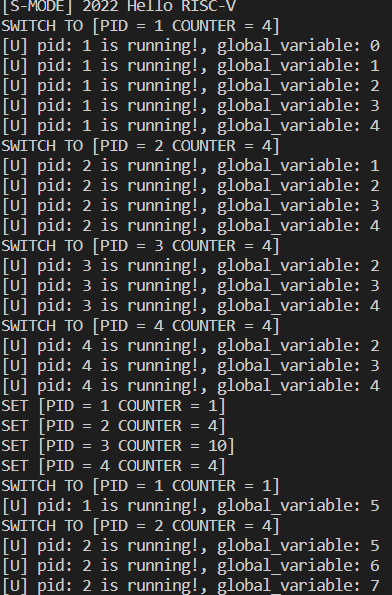 [S-MODE] 2022 Hello RISC-V
SWITCH TO [PID = 1 COUNTER = 4]
[U] pid: 1 is running!, global_variable: 0
[U] pid: 1 is running!, global_variable: 1
[U] pid: 1 is running!, global_variable: 2
[U] pid: 1 is running!, global_variable: 3
[U] pid: 1 is running!, global_variable: 4
SWITCH TO [PID = 2 COUNTER = 4]
[U] pid: 2 is running!, global_variable: 1
[U] pid: 2 is running!, global_variable: 2
[U] pid: 2 is running!, global_variable: 3
[U] pid: 2 is running!, global_variable: 4
SWITCH TO [PID = 3 COUNTER = 4]
[U] pid: 3 is running!, global_variable: 2
[U] pid: 3 is running!, global_variable: 3
[U] pid: 3 is running!, global_variable: 4
SWITCH TO [PID = 4 COUNTER = 4]
[U] pid: 4 is running!, global_variable: 2
[U] pid: 4 is running!, global_variable: 3
[U] pid: 4 is running!, global_variable: 4
SET [PID = 1 COUNTER = 1]
SET [PID = 2 COUNTER = 4]
SET [PID = 3 COUNTER = 10]
SET [PID = 4 COUNTER = 4]
SWITCH TO [PID = 1 COUNTER = 1]
[U] pid: 1 is running!, global_variable: 5
SWITCH TO [PID = 2 COUNTER = 4]
[U] pid: 2 is running!, global_variable: 5
[U] pid: 2 is running!, global_variable: 6
[U] pid: 2 is running!, global_variable: 7